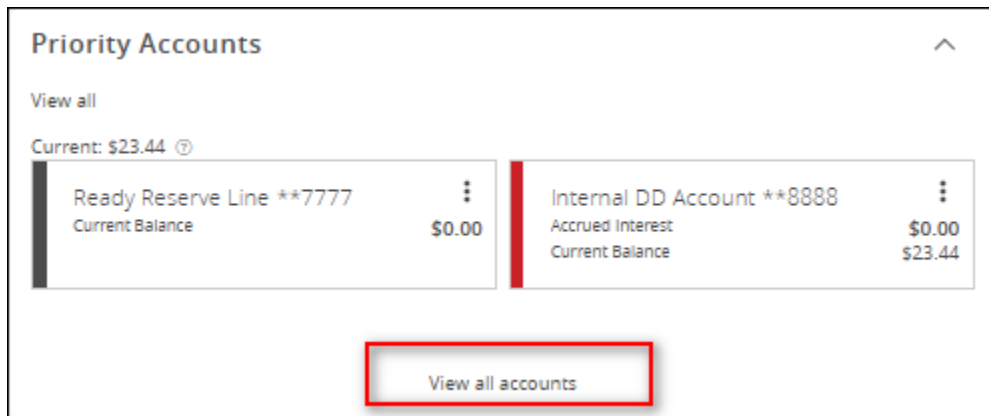 Priority Accounts
View all
Current: $23.44 ?
Ready Reserve Line **7777
Current Balance $0.00
Internal DD Account **8888
Accrued Interest $0.00
Current Balance $23.44
View all accounts